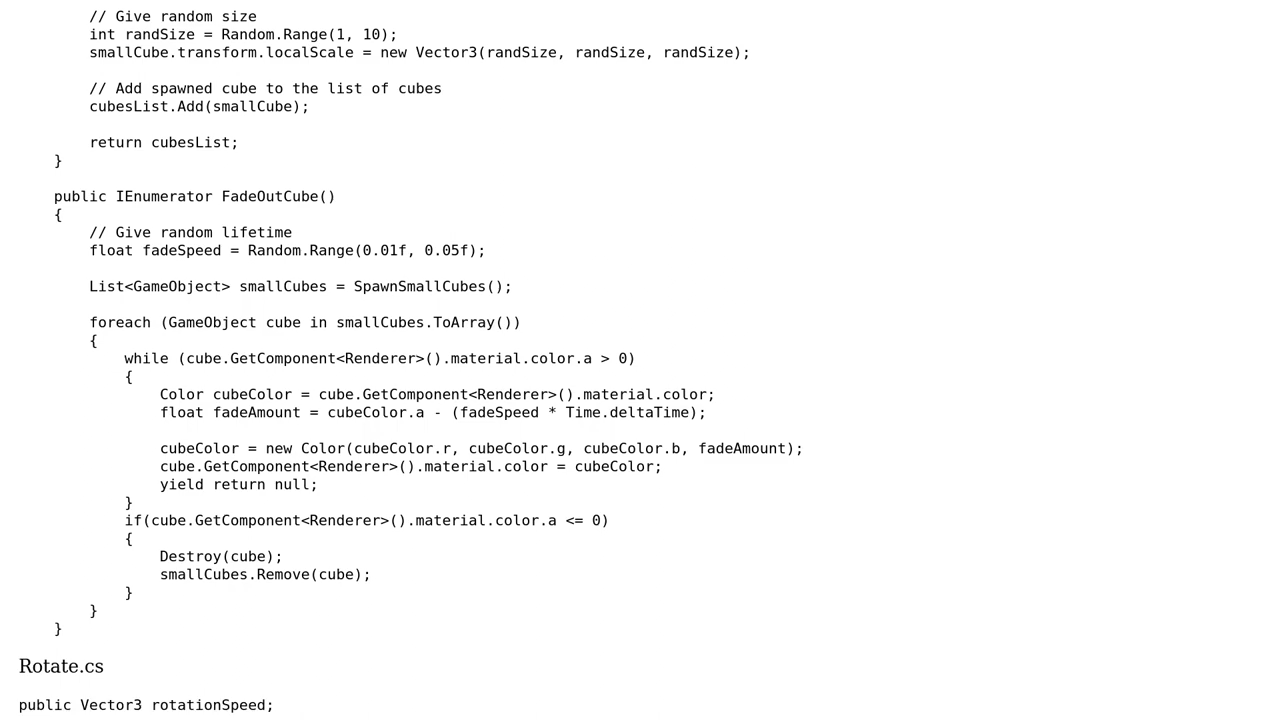 // Give random size
int randSize = Random.Range(1, 10);
smallCube.transform.localScale = new Vector3(randSize, randSize, randSize);
// Add spawned cube to the list of cubes
cubesList.Add(smallCube);
return cubesList;
}
public IEnumerator FadeOutCube()
{
// Give random lifetime
float fadeSpeed = Random.Range(0.01f, 0.05f);
List<GameObject> smallCubes = SpawnSmallCubes();
foreach (GameObject cube in smallCubes.ToArray())
{
while (cube.GetComponent<Renderer>().material.color.a > 0)
{
Color cubeColor = cube.GetComponent<Renderer>().material.color;
float fadeAmount = cubeColor.a - (fadeSpeed * Time.deltaTime);
cubeColor = new Color(cubeColor.r, cubeColor.g, cubeColor.b, fadeAmount);
cube.GetComponent<Renderer>().material.color = cubeColor;
yield return null;
}
if(cube.GetComponent<Renderer>().material.color.a <= 0)
{
Destroy(cube);
smallCubes.Remove(cube);
}
}
}
Rotate.cs
public Vector3 rotationSpeed;